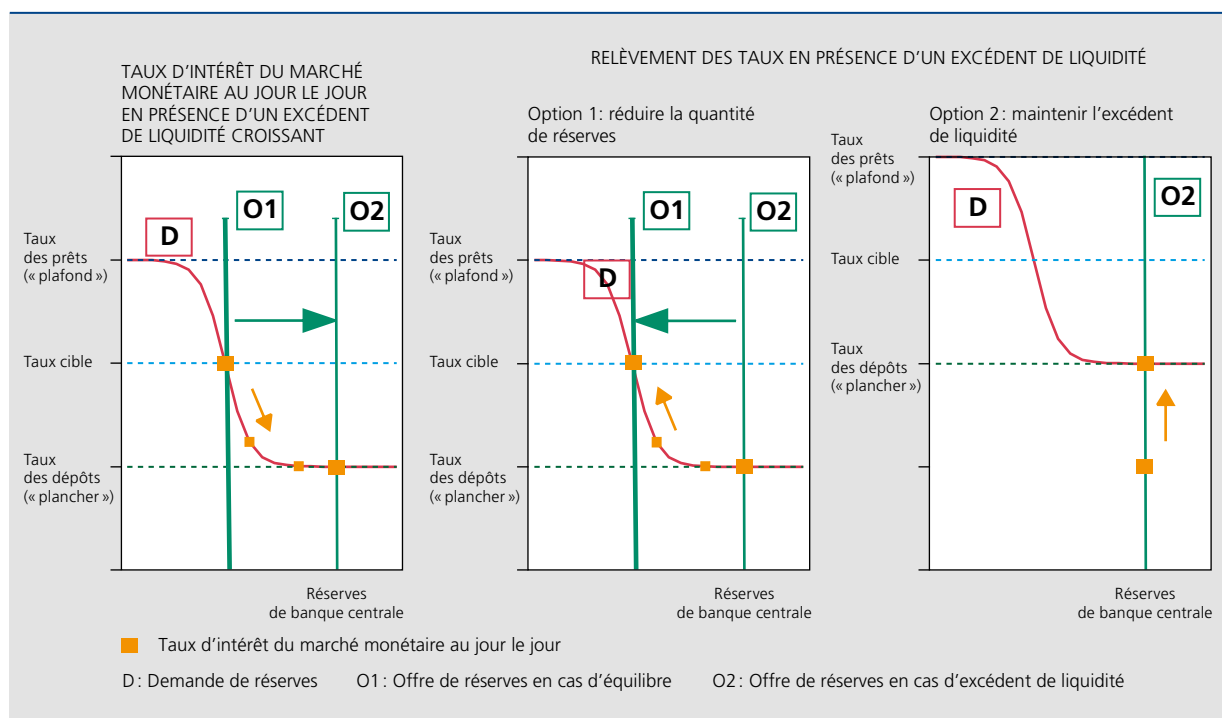 TAUX D'INTÉRÊT DU MARCHÉ
MONÉTAIRE AU JOUR LE JOUR
EN PRÉSENCE D'UN EXCÉDENT
DE LIQUIDITÉ CROISSANT
RELÈVEMENT DES TAUX EN PRÉSENCE D'UN EXCÉDENT DE LIQUIDITÉ
Option 1 : réduire la quantité
de réserves
Option 2 : maintenir l'excédent
de liquidité
D
O1
O2
Taux
des prêts
(« plafond »)
Taux cible
Taux
des dépôts
(« plancher »)
Réserves
de banque centrale
D
O1
O2
Taux
des prêts
(« plafond »)
Taux cible
Taux
des dépôts
(« plancher »)
Réserves
de banque centrale
Taux
des prêts
(« plafond »)
D
O2
Taux cible
Taux
des dépôts
(« plancher »)
Réserves
de banque centrale
Taux d'intérêt du marché monétaire au jour le jour
D : Demande de réserves O1 : Offre de réserves en cas d'équilibre O2 : Offre de réserves en cas d'excédent de liquidité